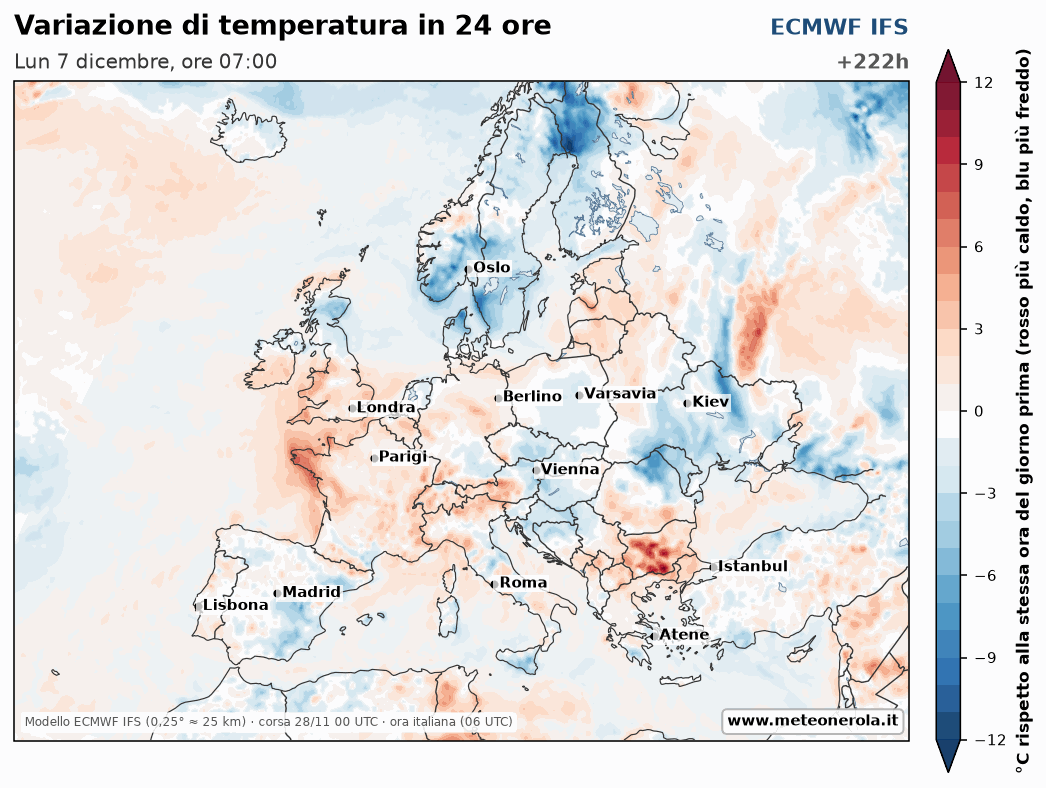 Variazione di temperatura in 24 ore
ECMWF IFS
Lun 7 dicembre, ore 07:00
+222h
Oslo
Londra
Berlino
Varsavia
Kiev
Parigi
Vienna
Lisbona
Madrid
Roma
Istanbul
Atene
Modello ECMWF IFS (0,25° ≈ 25 km) · corsa 28/11 00 UTC · ora italiana (06 UTC)
www.meteonerola.it
12
9
6
3
0
−3
−6
−9
−12
°C rispetto alla stessa ora del giorno prima (rosso più caldo, blu più freddo)